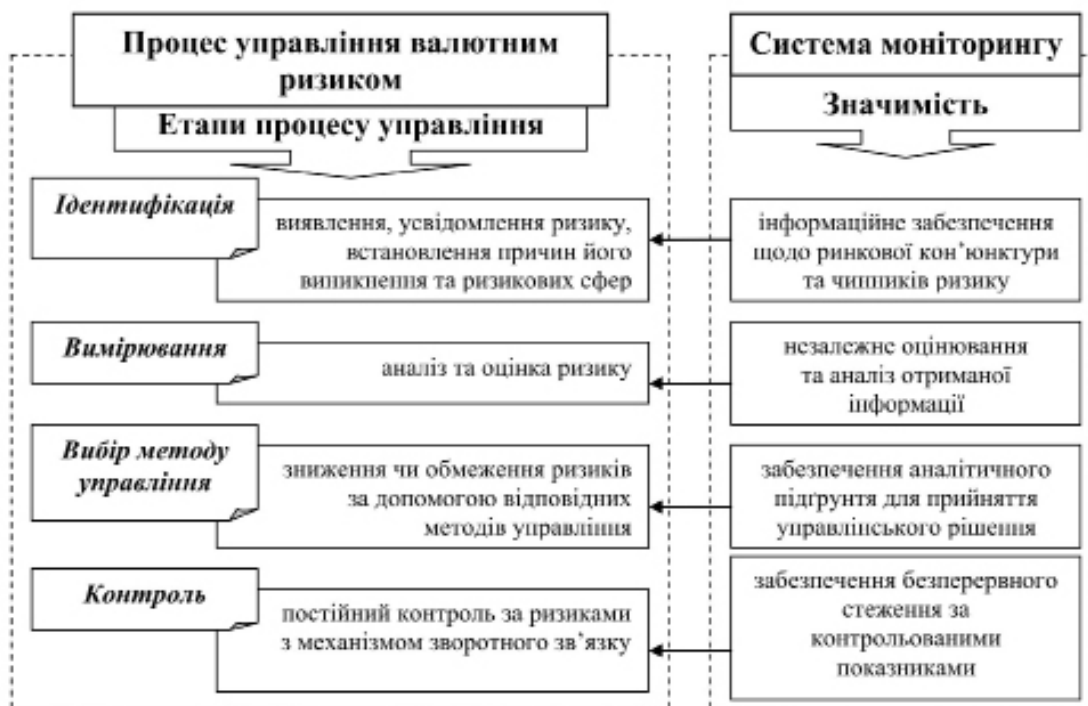 Процес управління валютним
ризиком
Етапи процесу управління
Система моніторингу
Значимість
Ідентифікація
виявлення, усвідомлення ризику,
встановлення причин його
виникнення та ризикових сфер
інформаційне забезпечення
щодо ринкової кон’юнктури
та чинників ризику
Вимірювання
аналіз та оцінка ризику
незалежне оцінювання
та аналіз отриманої
інформації
Вибір методу
управління
зниження чи обмеження ризиків
за допомогою відповідних
методів управління
забезпечення аналітичного
підґрунтя для прийняття
управлінського рішення
Контроль
постійний контроль за ризиками
з механізмом зворотного зв’язку
забезпечення безперервного
стеження за
контрольованими
показниками